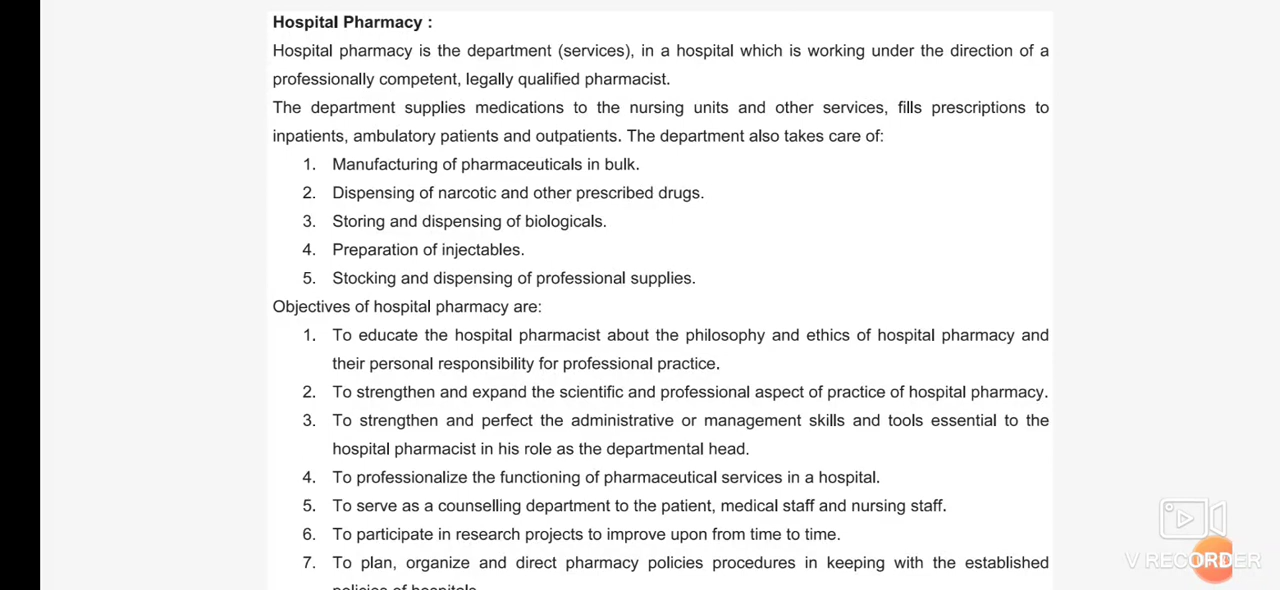 Hospital Pharmacy :
Hospital pharmacy is the department (services), in a hospital which is working under the direction of a
professionally competent, legally qualified pharmacist.
The department supplies medications to the nursing units and other services, fills prescriptions to
inpatients, ambulatory patients and outpatients. The department also takes care of:
1. Manufacturing of pharmaceuticals in bulk.
2. Dispensing of narcotic and other prescribed drugs.
3. Storing and dispensing of biologicals.
4. Preparation of injectables.
5. Stocking and dispensing of professional supplies.
Objectives of hospital pharmacy are:
1. To educate the hospital pharmacist about the philosophy and ethics of hospital pharmacy and
their personal responsibility for professional practice.
2. To strengthen and expand the scientific and professional aspect of practice of hospital pharmacy.
3. To strengthen and perfect the administrative or management skills and tools essential to the
hospital pharmacist in his role as the departmental head.
4. To professionalize the functioning of pharmaceutical services in a hospital.
5. To serve as a counselling department to the patient, medical staff and nursing staff.
6. To participate in research projects to improve upon from time to time.
7. To plan, organize and direct pharmacy policies procedures in keeping with the established
policies of hospitals
V RECORDER